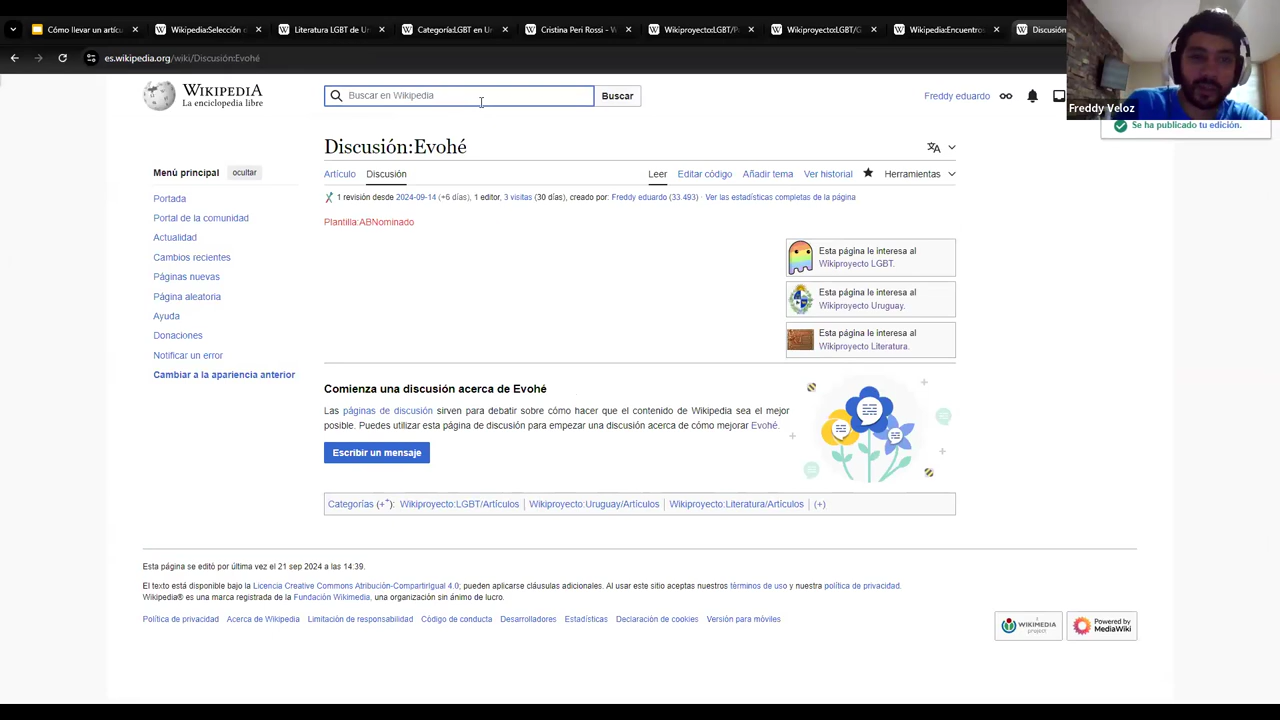 Cómo llevar un artícu
Wikipedia:Selección d
Literatura LGBT de Ur
Categoría:LGBT en Ur
Cristina Peri Rossi - W
Wikiproyecto:LGBT/P
Wikiproyecto:LGBT/G
Wikipedia:Encuentros
Discusión
es.wikipedia.org/wiki/Discusión:Evohé
Freddy Veloz
WIKIPEDIA
La enciclopedia libre
Buscar en Wikipedia
Buscar
Freddy eduardo
Se ha publicado tu edición.
Discusión:Evohé
Menú principal
ocultar
Portada
Portal de la comunidad
Actualidad
Cambios recientes
Páginas nuevas
Página aleatoria
Ayuda
Donaciones
Notificar un error
Cambiar a la apariencia anterior
Artículo
Discusión
Leer
Editar código
Añadir tema
Ver historial
Herramientas
1 revisión desde 2024-09-14 (+6 días), 1 editor, 3 visitas (30 días), creado por: Freddy eduardo (33.493) · Ver las estadísticas completas de la página
Plantilla:ABNominado
Esta página le interesa al
Wikiproyecto LGBT.
Esta página le interesa al
Wikiproyecto Uruguay.
Esta página le interesa al
Wikiproyecto Literatura.
Comienza una discusión acerca de Evohé
Las páginas de discusión sirven para debatir sobre cómo hacer que el contenido de Wikipedia sea el mejor
posible. Puedes utilizar esta página de discusión para empezar una discusión acerca de cómo mejorar Evohé.
Escribir un mensaje
Categorías (++): Wikiproyecto:LGBT/Artículos | Wikiproyecto:Uruguay/Artículos | Wikiproyecto:Literatura/Artículos | (+)
Esta página se editó por última vez el 21 sep 2024 a las 14:39.
El texto está disponible bajo la Licencia Creative Commons Atribución-CompartirIgual 4.0; pueden aplicarse cláusulas adicionales. Al usar este sitio aceptas nuestros términos de uso y nuestra política de privacidad.
Wikipedia® es una marca registrada de la Fundación Wikimedia, una organización sin ánimo de lucro.
Política de privacidad
Acerca de Wikipedia
Limitación de responsabilidad
Código de conducta
Desarrolladores
Estadísticas
Declaración de cookies
Versión para móviles
WIKIMEDIA
project
Powered by
MediaWiki